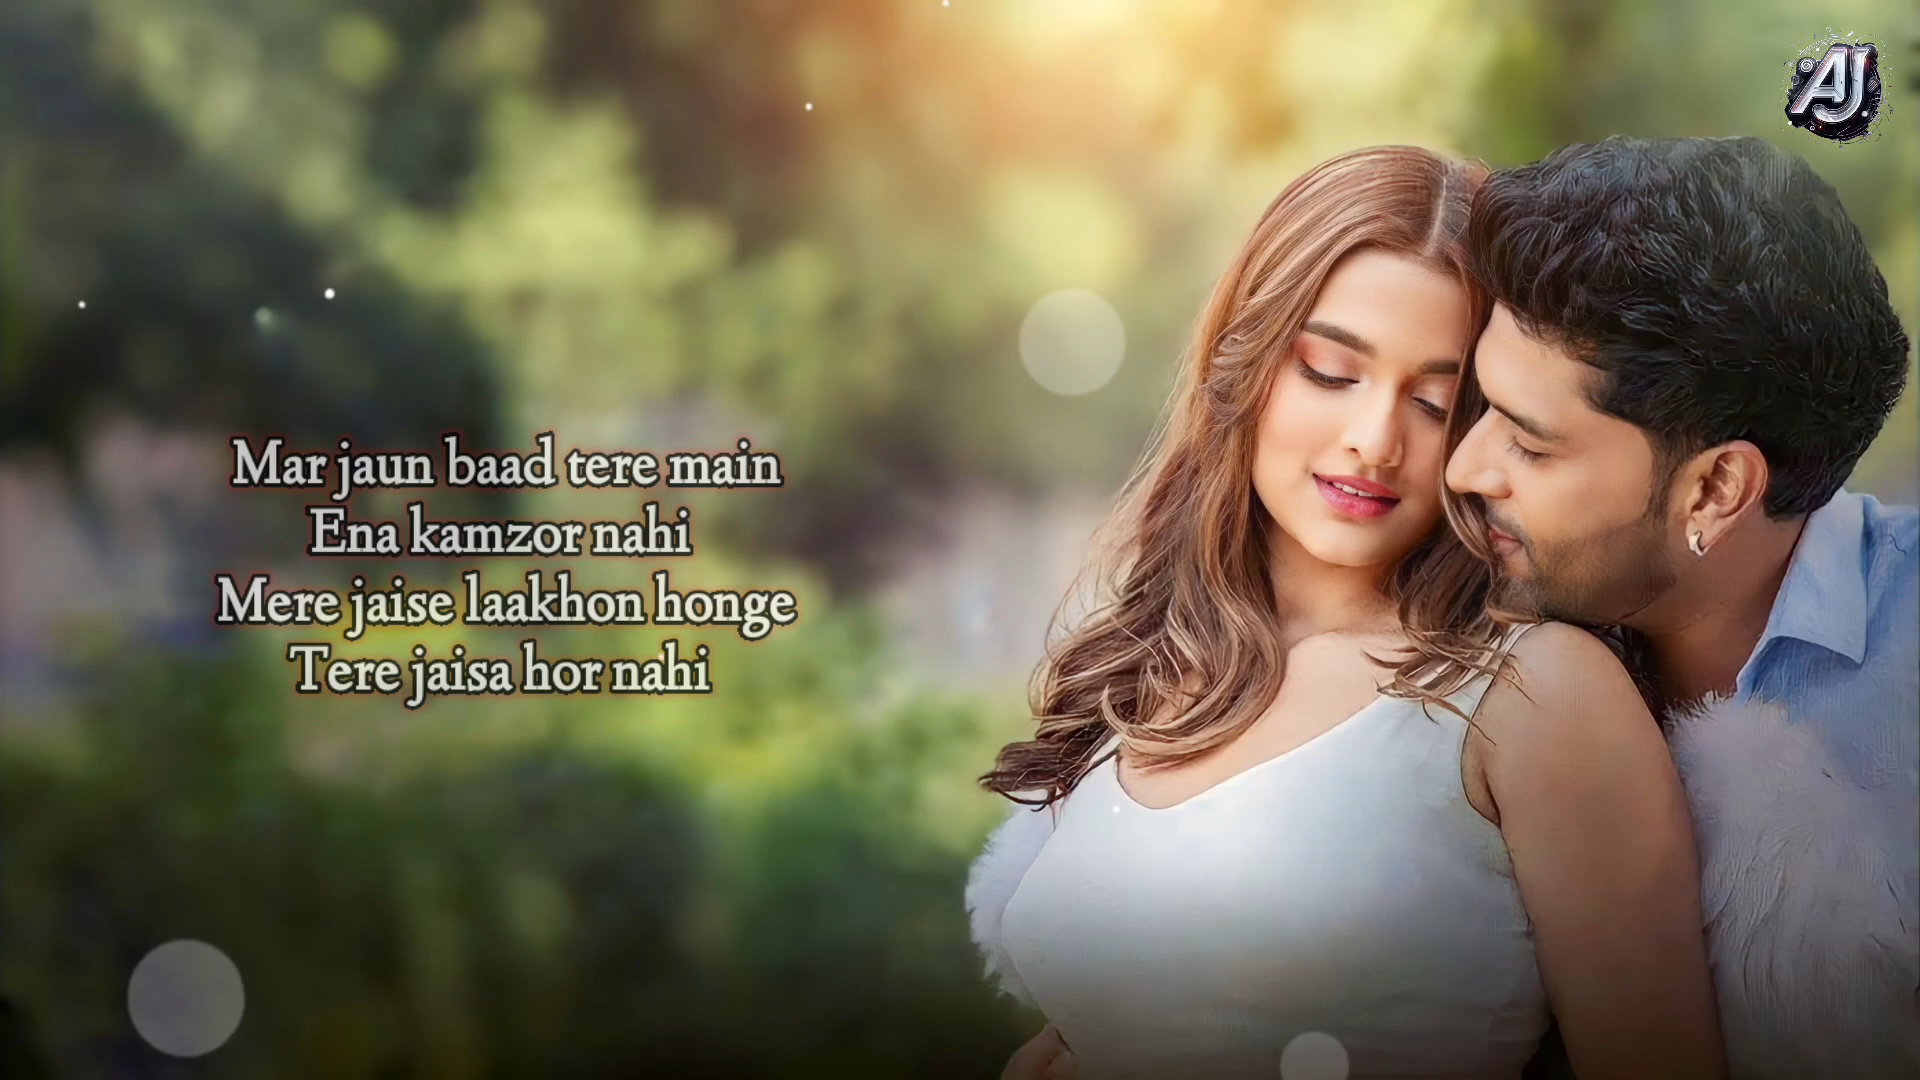 AJ
Mar jaun baad tere main
Ena kamzor nahi
Mere jaise laakhon honge
Tere jaisa hor nahi